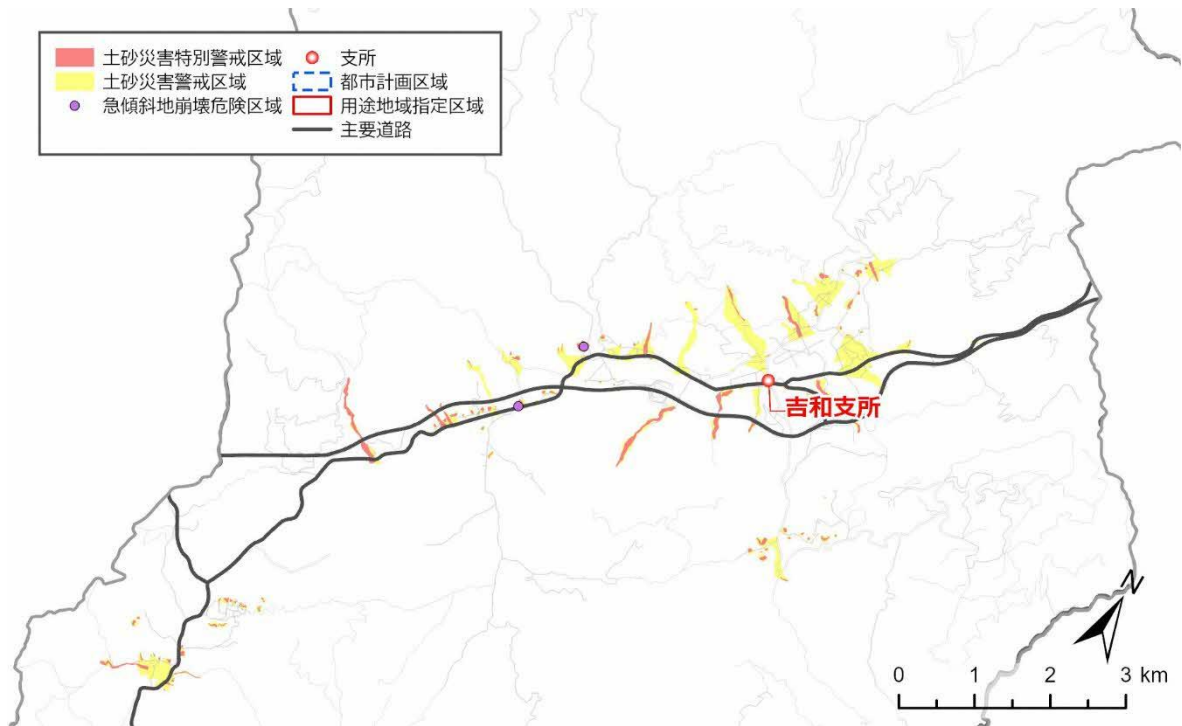 土砂災害特別警戒区域
土砂災害警戒区域
急傾斜地崩壊危険区域
支所
都市計画区域
用途地域指定区域
主要道路
吉和支所
N
0 1 2 3 km